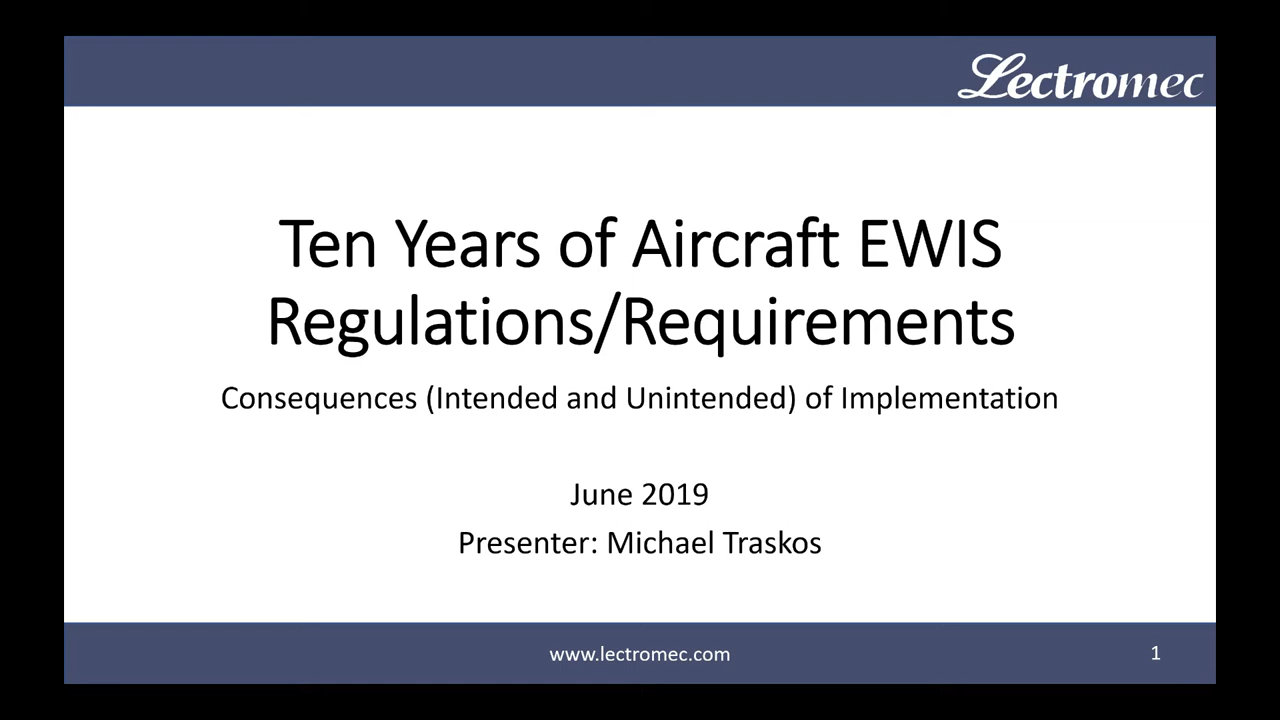 Lectromec
Ten Years of Aircraft EWIS
Regulations/Requirements
Consequences (Intended and Unintended) of Implementation
June 2019
Presenter: Michael Traskos
www.lectromec.com
1